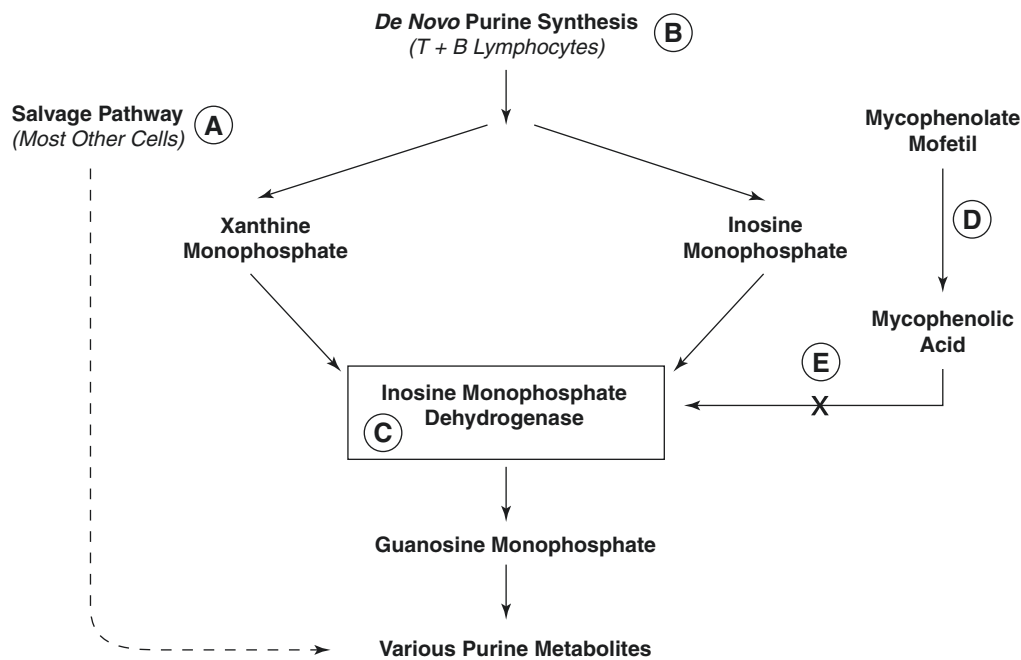 De Novo Purine Synthesis
(T + B Lymphocytes)
B
Salvage Pathway
(Most Other Cells)
A
Mycophenolate
Mofetil
Xanthine
Monophosphate
Inosine
Monophosphate
D
Mycophenolic
Acid
E
X
Inosine Monophosphate
Dehydrogenase
C
Guanosine Monophosphate
Various Purine Metabolites